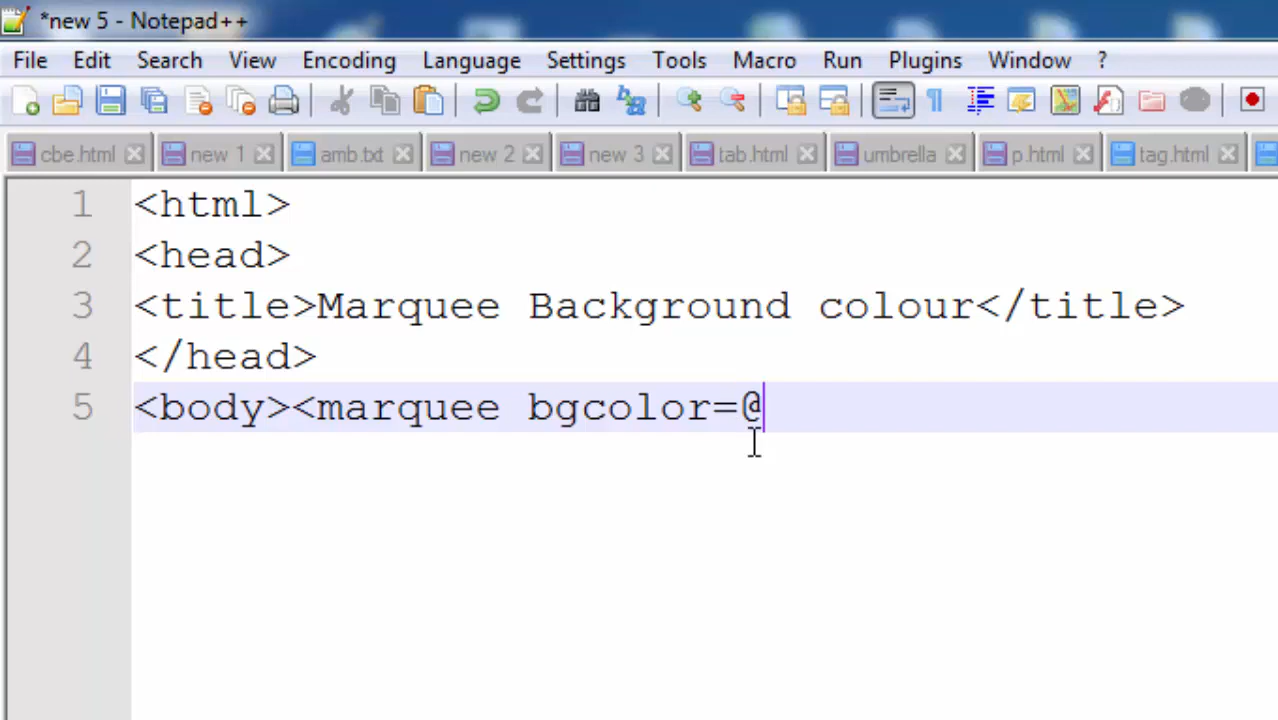 *new 5 - Notepad++
File Edit Search View Encoding Language Settings Tools Macro Run Plugins Window ?
cbe.html new 1 amb.txt new 2 new 3 tab.html umbrella p.html tag.html
1 <html>
2 <head>
3 <title>Marquee Background colour</title>
4 </head>
5 <body><marquee bgcolor=@